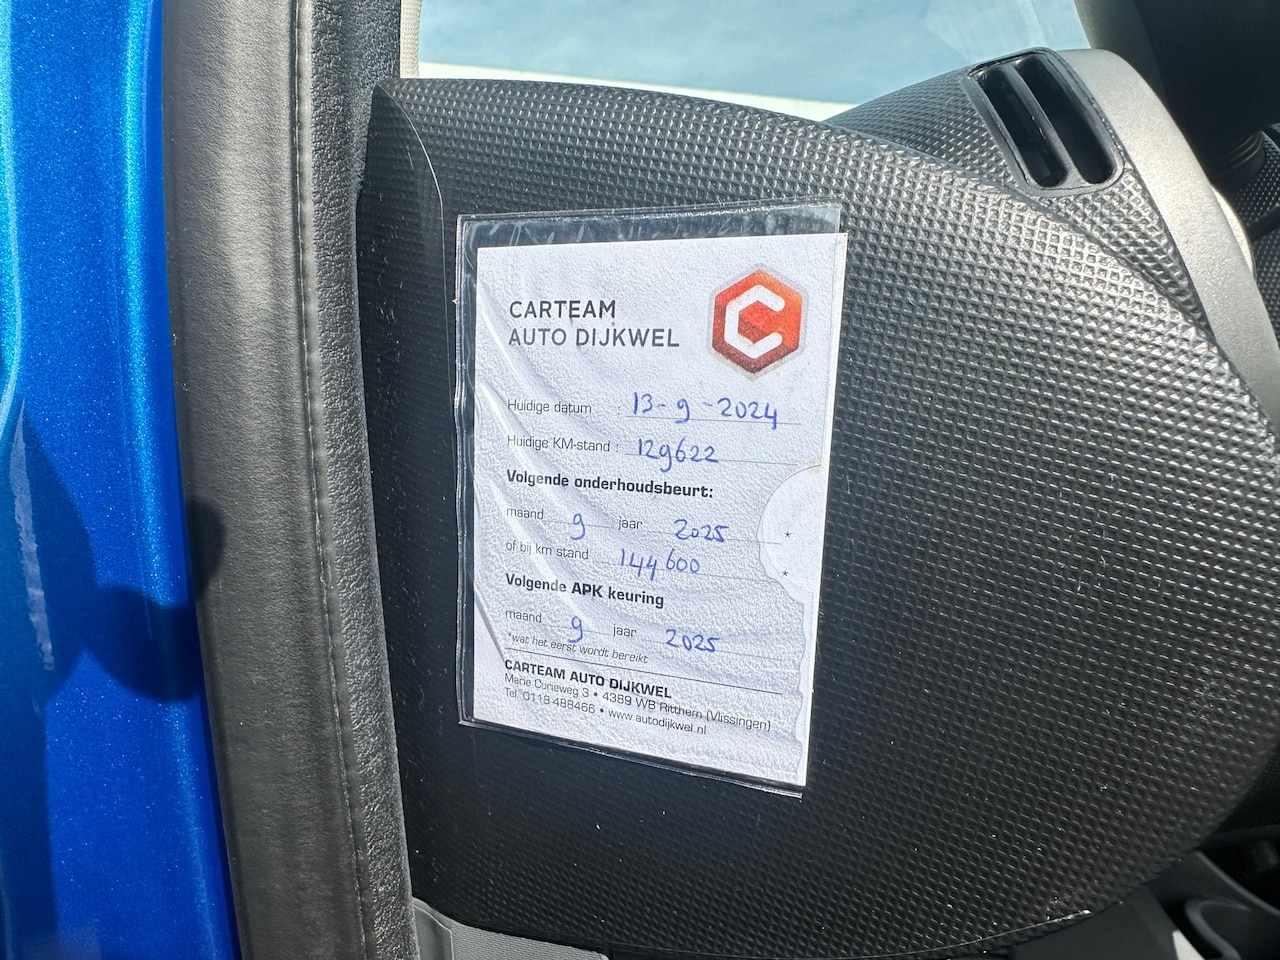 CARTEAM
AUTO DIJKWEL
Huidige datum : 13-9-2024
Huidige KM-stand : 129622
Volgende onderhoudsbeurt:
maand 9 jaar 2025 *
of bij km stand 144600 *
Volgende APK keuring
maand 9 jaar 2025
*wat het eerst wordt bereikt
CARTEAM AUTO DIJKWEL
Marie Curieweg 3 • 4389 WB Ritthem (Vlissingen)
Tel. 0118-488466 • www.autodijkwel.nl